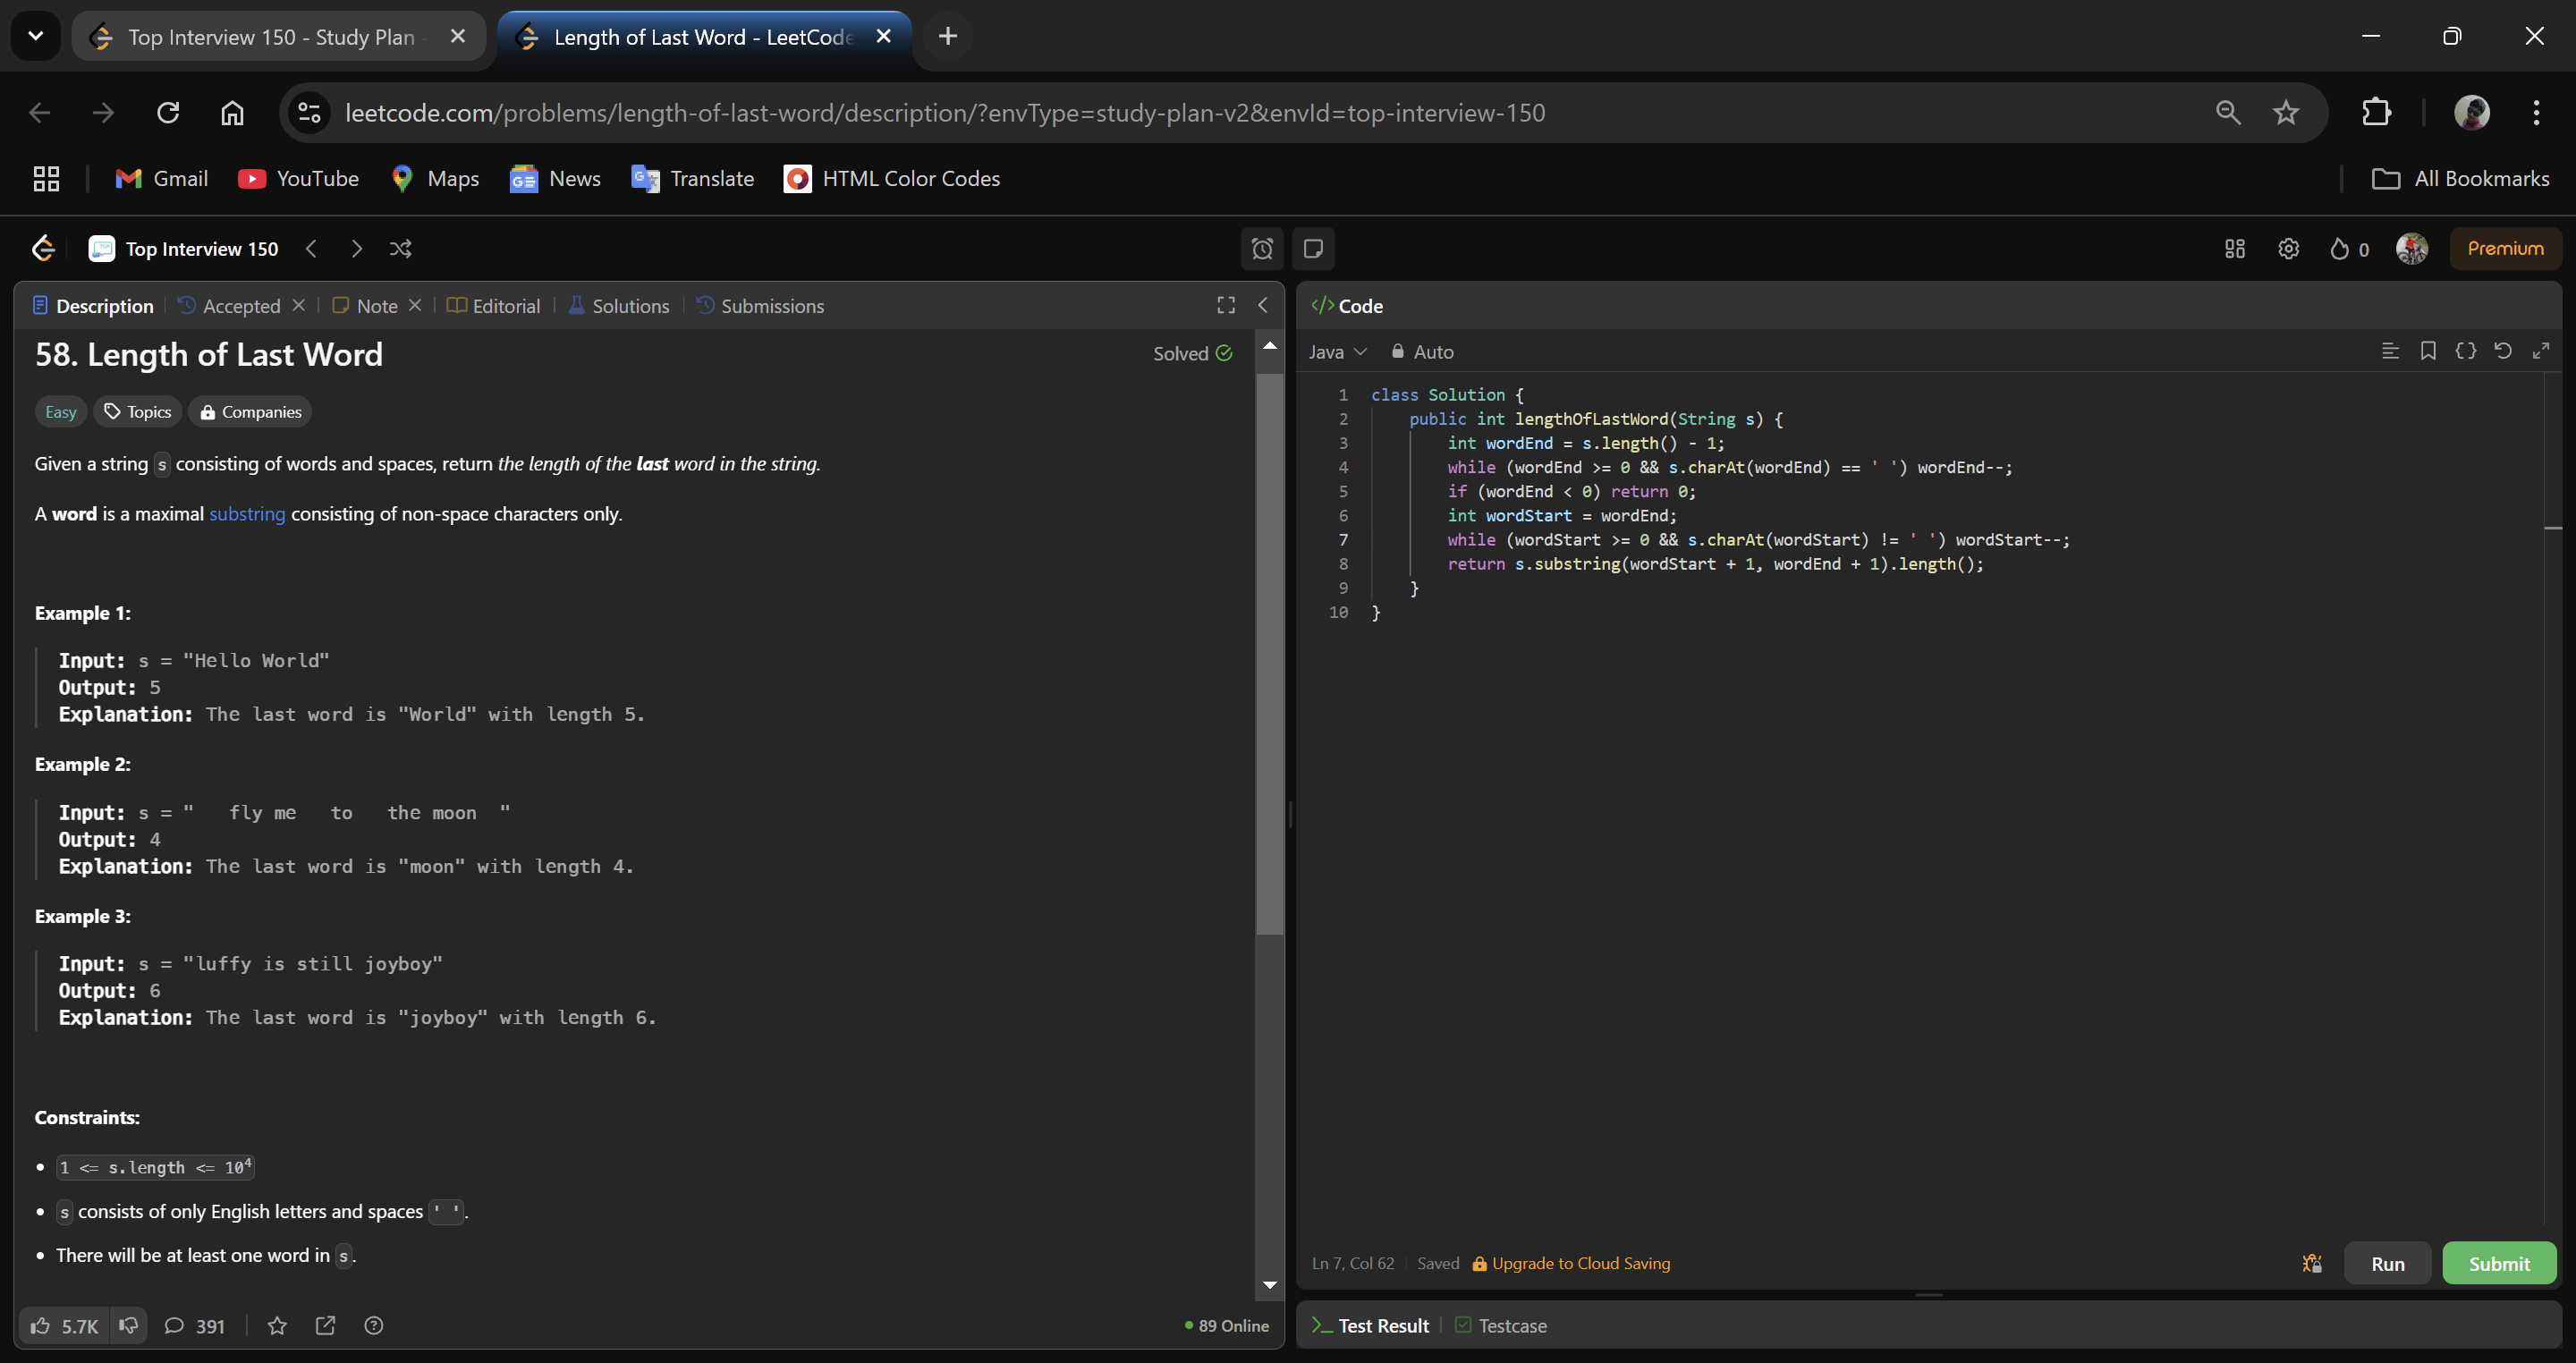 Top Interview 150 - Study Plan -
Length of Last Word - LeetCode
leetcode.com/problems/length-of-last-word/description/?envType=study-plan-v2&envId=top-interview-150
Gmail YouTube Maps News Translate HTML Color Codes All Bookmarks
Top Interview 150 0 Premium
Description Accepted Note Editorial Solutions Submissions
58. Length of Last Word Solved
Easy Topics Companies
Given a string s consisting of words and spaces, return the length of the last word in the string.
A word is a maximal substring consisting of non-space characters only.
Example 1:
Input: s = "Hello World"
Output: 5
Explanation: The last word is "World" with length 5.
Example 2:
Input: s = "   fly me   to   the moon  "
Output: 4
Explanation: The last word is "moon" with length 4.
Example 3:
Input: s = "luffy is still joyboy"
Output: 6
Explanation: The last word is "joyboy" with length 6.
Constraints:
• 1 <= s.length <= 10⁴
• s consists of only English letters and spaces ' '.
• There will be at least one word in s.
5.7K 391 89 Online
</> Code
Java Auto
1 class Solution {
2     public int lengthOfLastWord(String s) {
3         int wordEnd = s.length() - 1;
4         while (wordEnd >= 0 && s.charAt(wordEnd) == ' ') wordEnd--;
5         if (wordEnd < 0) return 0;
6         int wordStart = wordEnd;
7         while (wordStart >= 0 && s.charAt(wordStart) != ' ') wordStart--;
8         return s.substring(wordStart + 1, wordEnd + 1).length();
9     }
10 }
Ln 7, Col 62 Saved Upgrade to Cloud Saving Run Submit
Test Result Testcase